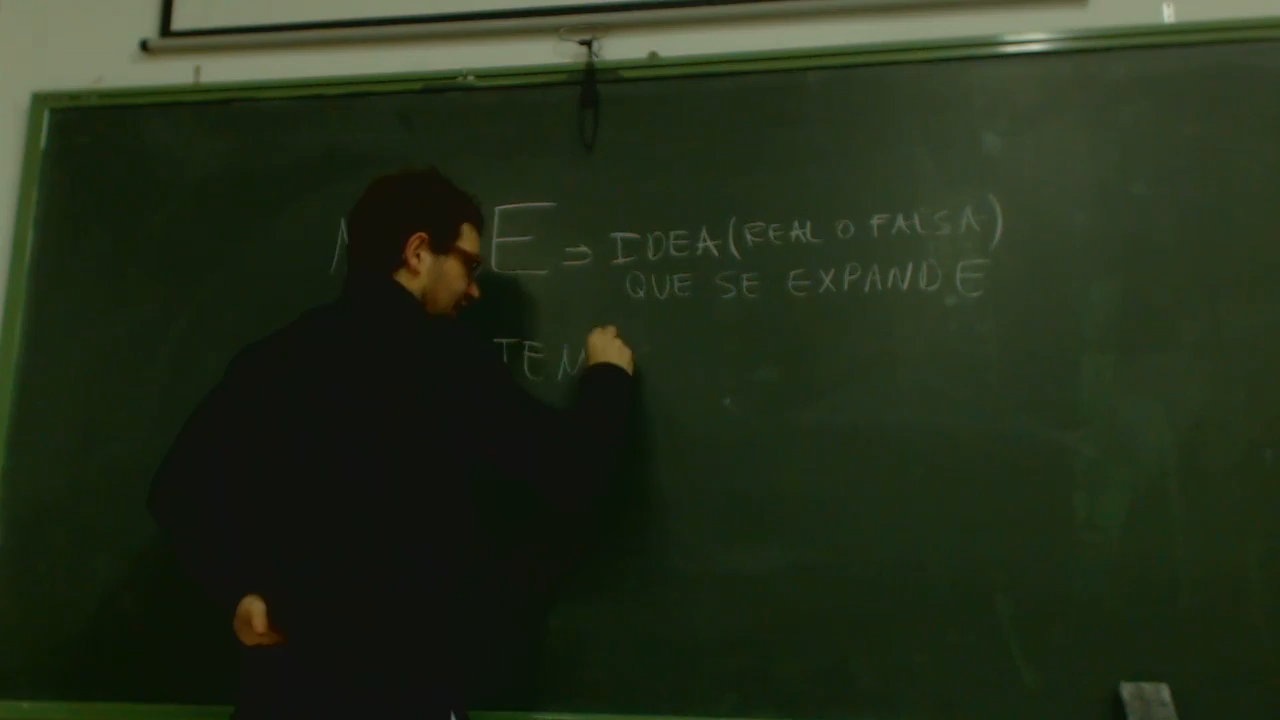 E ⇒ IDEA (REAL O FALSA)
QUE SE EXPANDE
TEM